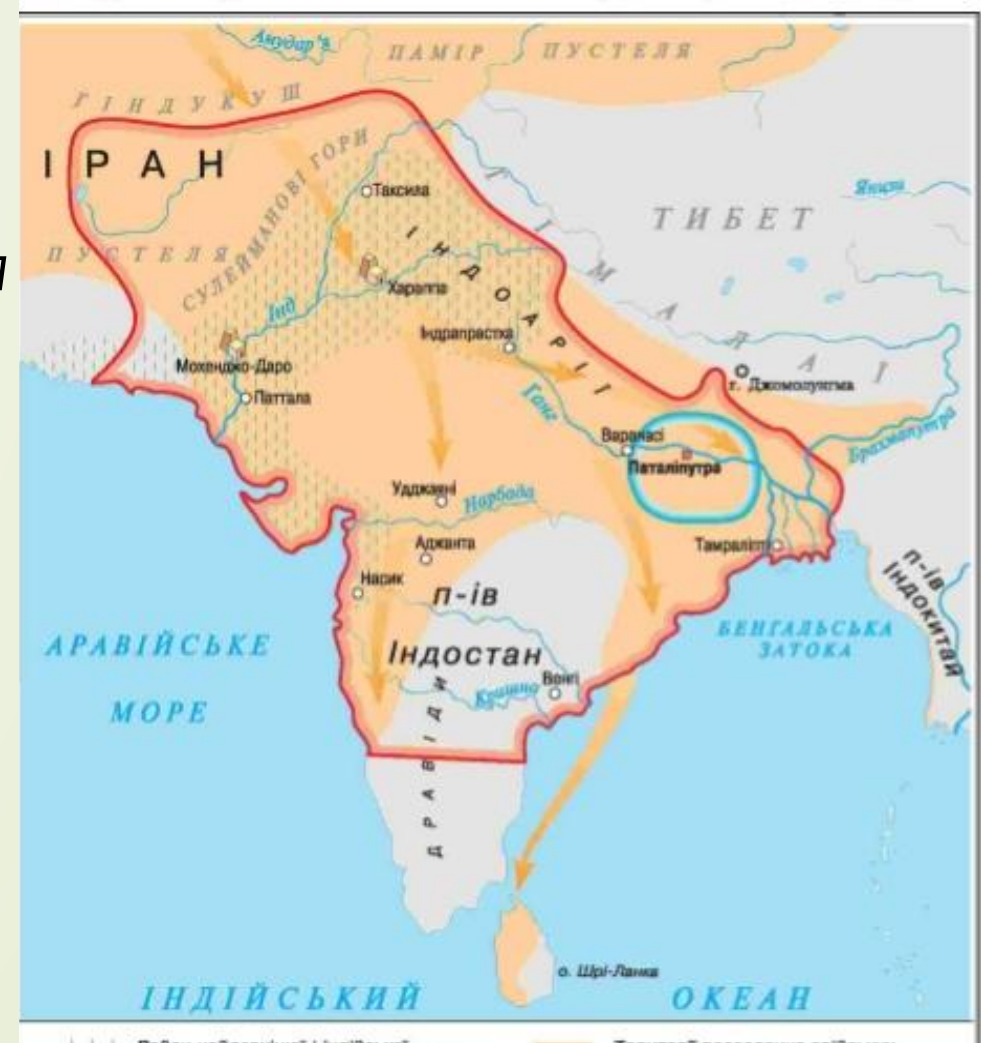 Амудар'я
ПАМІР
ПУСТЕЛЯ
ГІНДУКУШ
ІРАН
СУЛЕЙМАНОВІ ГОРИ
Таксила
Янцзи
ТИБЕТ
ПУСТЕЛЯ
ІНДОАРІЇ
ГІМАЛАЇ
Хараппа
Інд
Індрапрастха
Мохенджо-Даро
Паттала
г. Джомолунгма
Ганг
Брахмапутра
Варанасі
Паталіпутра
Удджаяні
Нарбада
Аджанта
Тамраліпті
Насик
п-ів
Індостан
п-ів
Індокитай
АРАВІЙСЬКЕ
МОРЕ
БЕНГАЛЬСЬКА
ЗАТОКА
Венгі
Кришна
ДРАВІДИ
о. Шрі-Ланка
ІНДІЙСЬКИЙ ОКЕАН